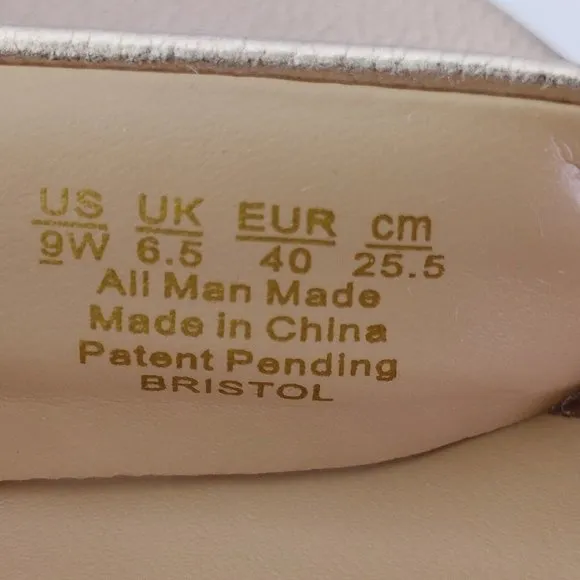 US UK EUR cm
9W 6.5 40 25.5
All Man Made
Made in China
Patent Pending
BRISTOL